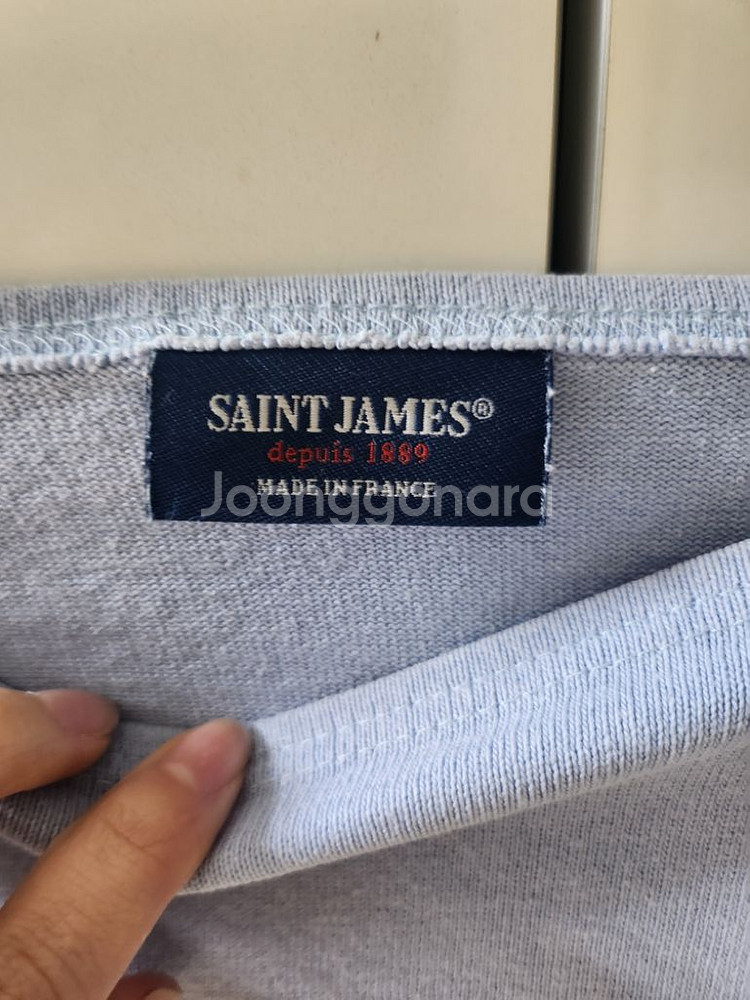 SAINT JAMES®
depuis 1889
MADE IN FRANCE
Joonggonara